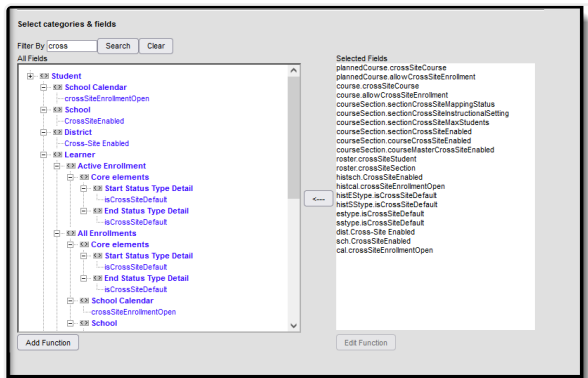 Select categories & fields
Filter By cross Search Clear
All Fields
Student
School Calendar
crossSiteEnrollmentOpen
School
CrossSiteEnabled
District
Cross-Site Enabled
Learner
Active Enrollment
Core elements
Start Status Type Detail
isCrossSiteDefault
End Status Type Detail
isCrossSiteDefault
All Enrollments
Core elements
Start Status Type Detail
isCrossSiteDefault
End Status Type Detail
isCrossSiteDefault
School Calendar
crossSiteEnrollmentOpen
School
Add Function
<---
Selected Fields
plannedCourse.crossSiteCourse
plannedCourse.allowCrossSiteEnrollment
course.crossSiteCourse
course.allowCrossSiteEnrollment
courseSection.sectionCrossSiteMappingStatus
courseSection.sectionCrossSiteInstructionalSetting
courseSection.sectionCrossSiteMaxStudents
courseSection.sectionCrossSiteEnabled
courseSection.courseCrossSiteEnabled
courseSection.courseMasterCrossSiteEnabled
roster.crossSiteStudent
roster.crossSiteSection
histsch.CrossSiteEnabled
histcal.crossSiteEnrollmentOpen
histEStype.isCrossSiteDefault
histSStype.isCrossSiteDefault
estype.isCrossSiteDefault
sstype.isCrossSiteDefault
dist.Cross-Site Enabled
sch.CrossSiteEnabled
cal.crossSiteEnrollmentOpen
Edit Function